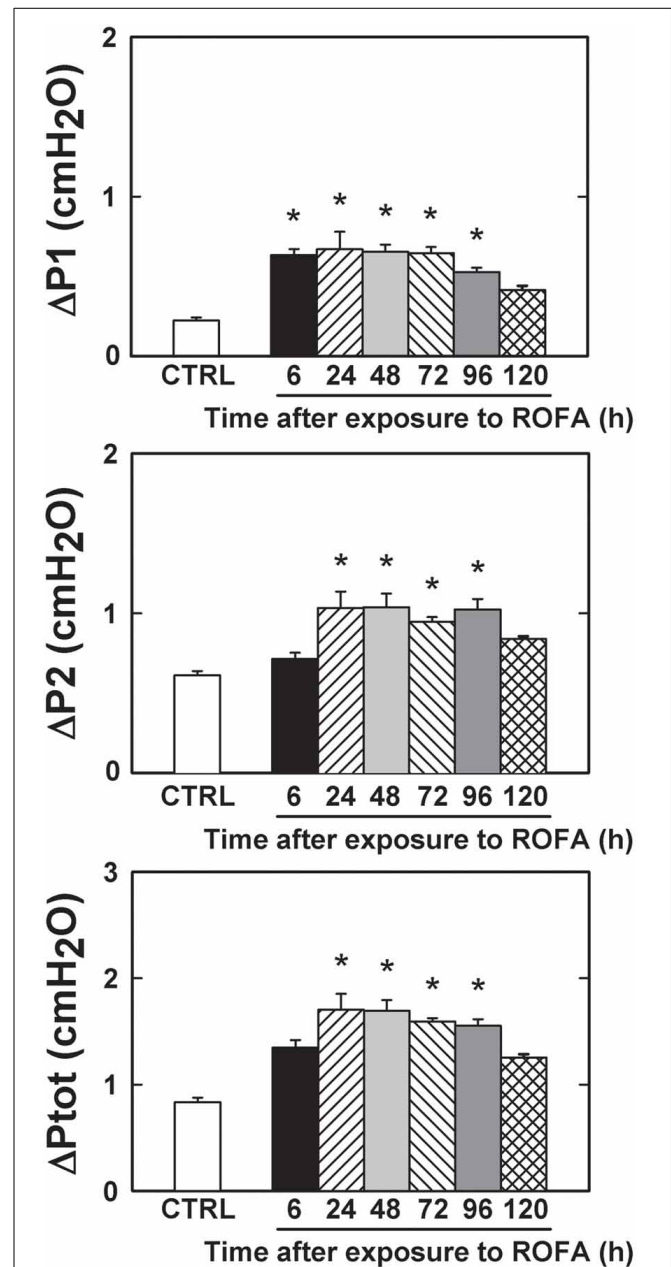 2
ΔP1 (cmH2O)
1
* * * * *
0
CTRL 6 24 48 72 96 120
Time after exposure to ROFA (h)
2
ΔP2 (cmH2O)
* * * *
1
0
CTRL 6 24 48 72 96 120
Time after exposure to ROFA (h)
3
ΔPtot (cmH2O)
* * * *
2
1
0
CTRL 6 24 48 72 96 120
Time after exposure to ROFA (h)